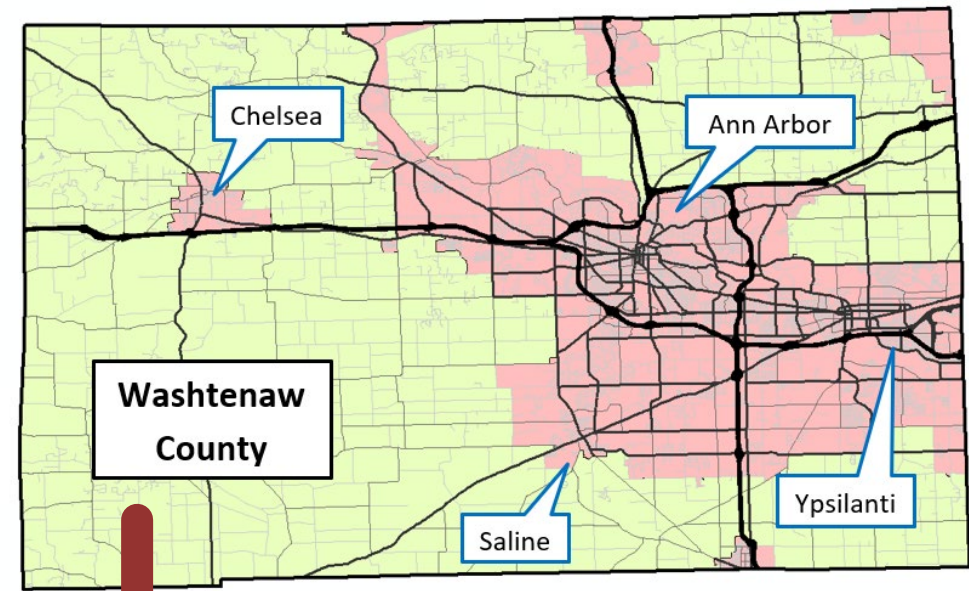 Chelsea
Ann Arbor
Washtenaw
County
Ypsilanti
Saline